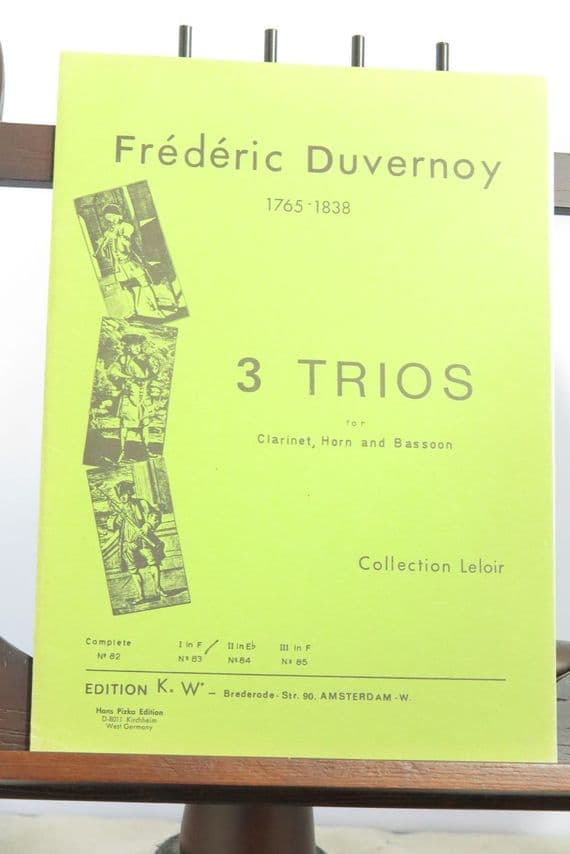 Frédéric Duvernoy
1765-1838
3 TRIOS
for
Clarinet, Horn and Bassoon
Collection Leloir
Complete I in F II in E♭ III in F
Nº 82 Nº 83 Nº 84 Nº 85
EDITION K. W. – Brederode-Str. 90, AMSTERDAM-W.
Hans Pizka Edition
D-8011 Kirchheim
West Germany